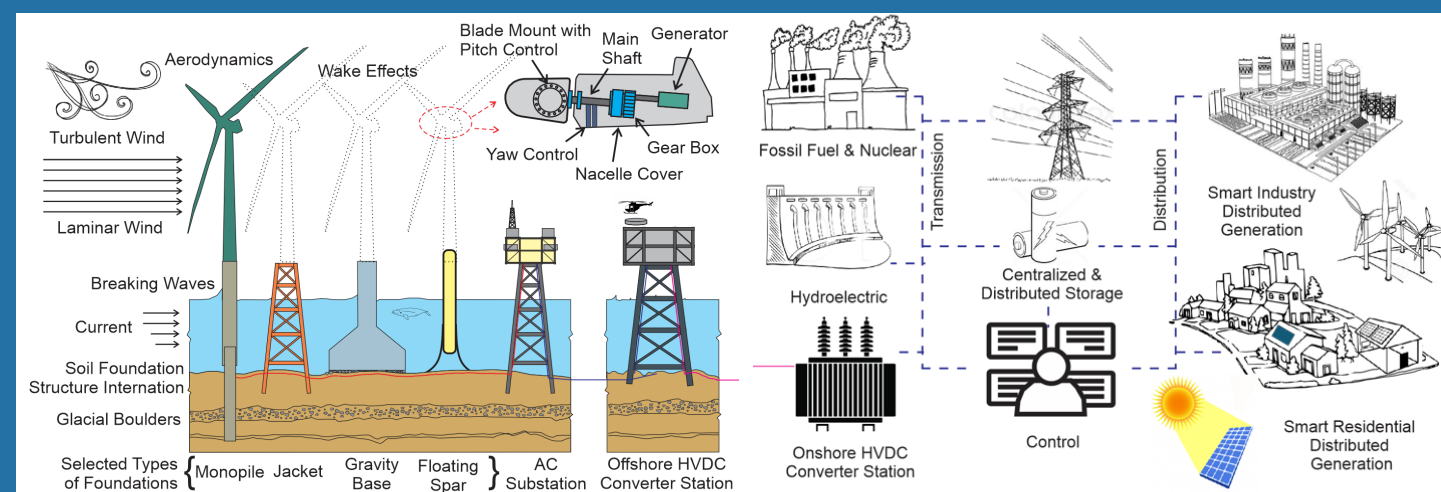 Aerodynamics
Wake Effects
Blade Mount with
Pitch Control
Main
Shaft
Generator
Turbulent Wind
Yaw Control
Gear Box
Nacelle Cover
Laminar Wind
Breaking Waves
Current
Soil Foundation
Structure Internation
Glacial Boulders
Selected Types
of Foundations
{
Monopile
Jacket
Gravity
Base
Floating
Spar
}
AC
Substation
Offshore HVDC
Converter Station
Fossil Fuel & Nuclear
Transmission
Distribution
Smart Industry
Distributed
Generation
Hydroelectric
Centralized &
Distributed Storage
Onshore HVDC
Converter Station
Control
Smart Residential
Distributed
Generation